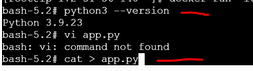 bash-5.2# python3 --version
Python 3.9.23
bash-5.2# vi app.py
bash: vi: command not found
bash-5.2# cat > app.py